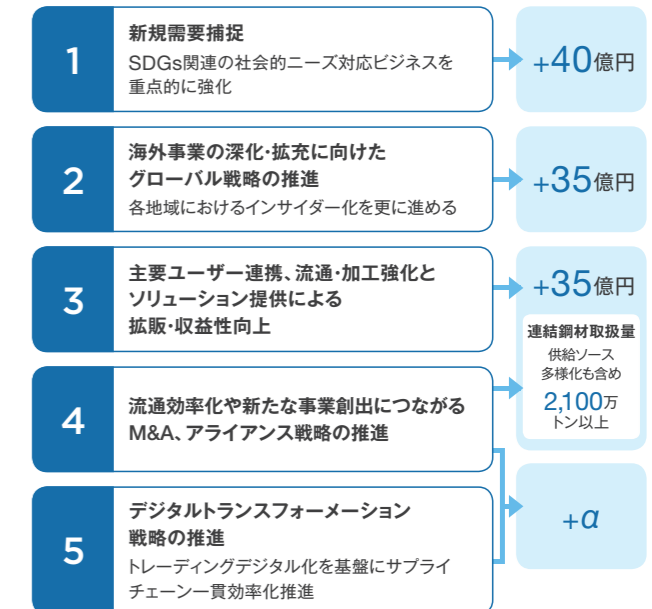 1
新規需要捕捉
SDGs関連の社会的ニーズ対応ビジネスを
重点的に強化
+40億円
2
海外事業の深化・拡充に向けた
グローバル戦略の推進
各地域におけるインサイダー化を更に進める
+35億円
3
主要ユーザー連携、流通・加工強化と
ソリューション提供による
拡販・収益性向上
+35億円
連結鋼材取扱量
供給ソース
多様化も含め
2,100万
トン以上
4
流通効率化や新たな事業創出につながる
M&A、アライアンス戦略の推進
5
デジタルトランスフォーメーション
戦略の推進
トレーディングデジタル化を基盤にサプライ
チェーン一貫効率化推進
+α